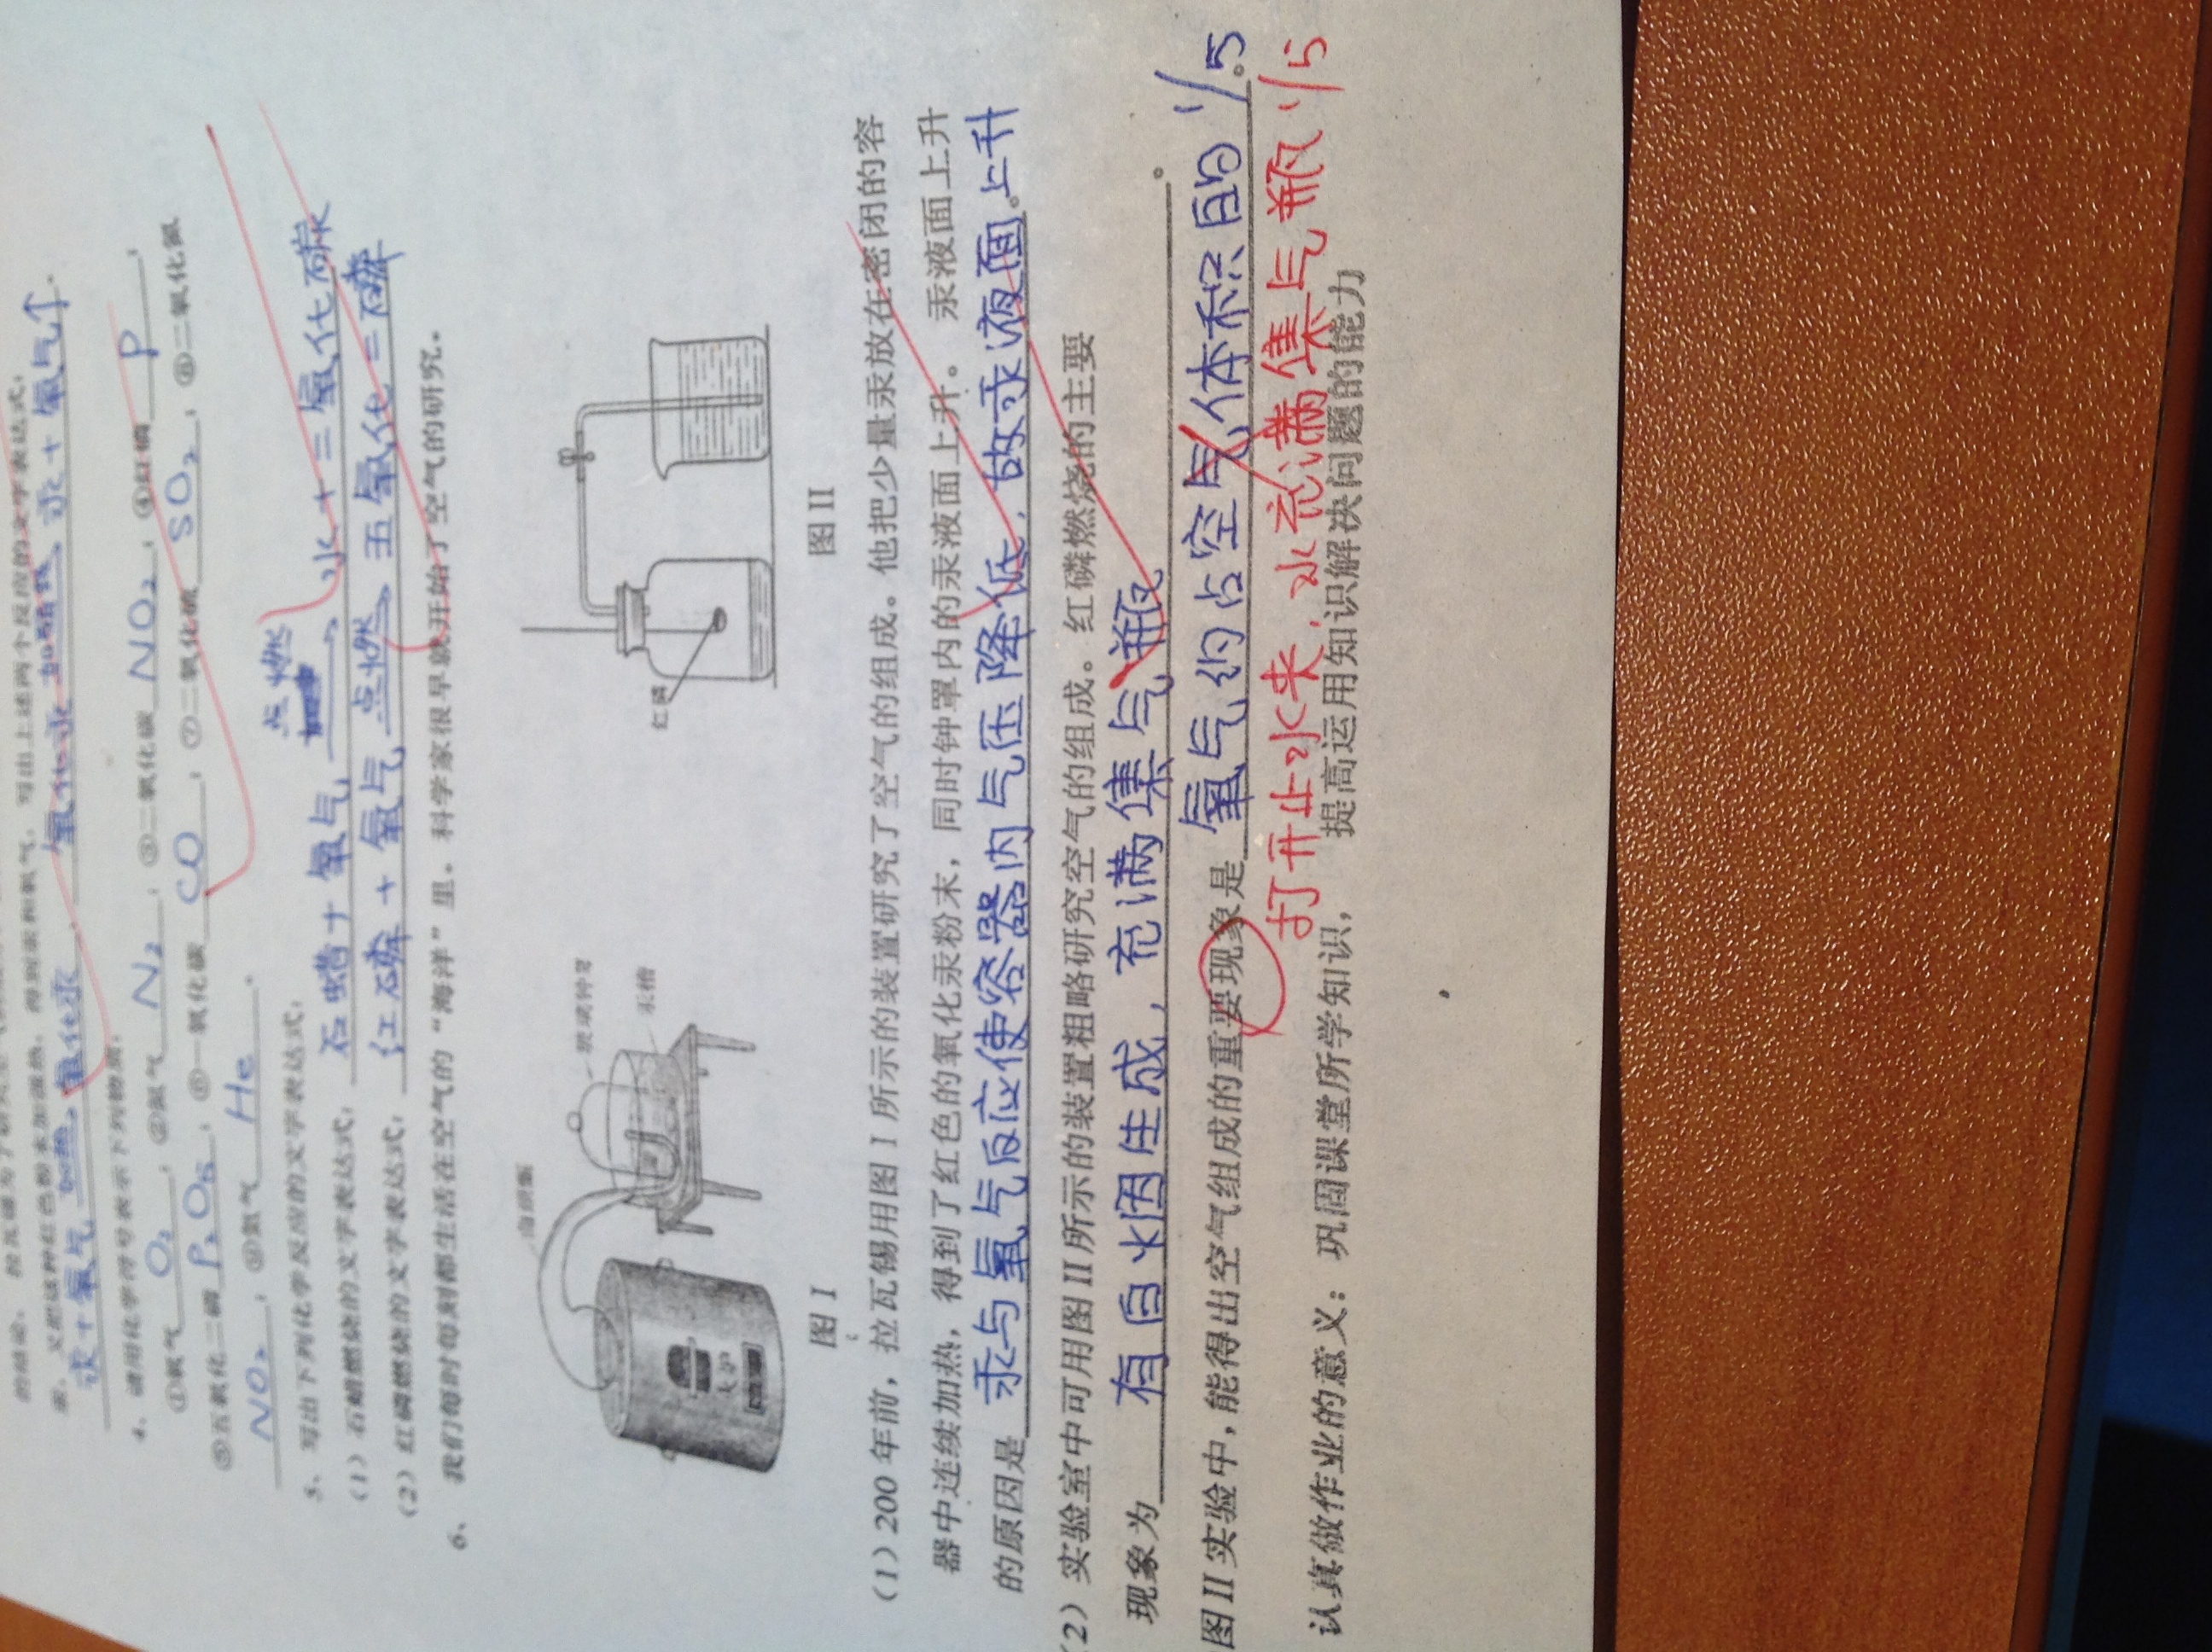 的结论。拉瓦锡为了研究空气的成分
汞，又把这种红色粉末加强热，得到汞和氧气，写出上述两个反应的文字表达式：
汞+氧气 加热→ 氧化汞 ， 氧化汞 加强热→ 汞+氧气↑.
4、请用化学符号表示下列物质：
①氧气 O₂ ，②氮气 N₂ ，③二氧化碳 NO₂ ，④红磷 P ；
⑤五氧化二磷 P₂O₅ ，⑥一氧化碳 CO ，⑦二氧化硫 SO₂ ，⑧二氧化氮
NO₂ ，⑨氦气 He 。
5、写出下列化学反应的文字表达式：
(1)石蜡燃烧的文字表达式： 石蜡+氧气 点燃→ 水+二氧化碳
(2)红磷燃烧的文字表达式： 红磷+氧气 点燃→ 五氧化二磷
6、我们每时每刻都生活在空气的“海洋”里。科学家很早就开始了空气的研究。
曲颈甑
玻璃钟罩
汞槽
火炉
红磷
图 I 图 II
(1)200年前，拉瓦锡用图 I 所示的装置研究了空气的组成。他把少量汞放在密闭的容
器中连续加热，得到了红色的氧化汞粉末，同时钟罩内的汞液面上升。 汞液面上升
的原因是 汞与氧气反应使容器内气压降低，故汞液面上升 。
(2)实验室中可用图 II 所示的装置粗略研究空气的组成。红磷燃烧的主要
现象为 有白烟生成，充满集气瓶 。
图 II 实验中，能得出空气组成的重要现象是 氧气约占空气体积的1/5 。
打开止水夹，水充满集气瓶1/5
认真做作业的意义：巩固课堂所学知识， 提高运用知识解决问题的能力